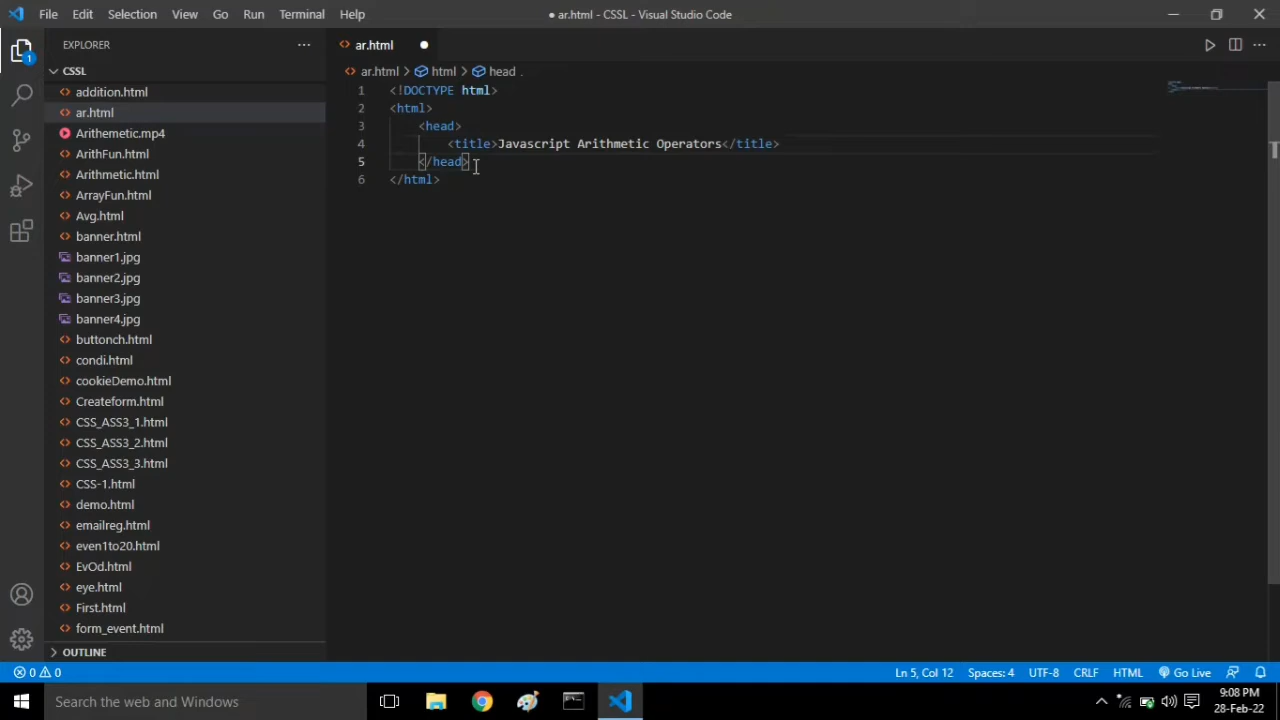 File Edit Selection View Go Run Terminal Help
● ar.html - CSSL - Visual Studio Code
EXPLORER
ar.html
1
CSSL
ar.html > html > head .
addition.html
ar.html
Arithemetic.mp4
ArithFun.html
Arithmetic.html
ArrayFun.html
Avg.html
banner.html
banner1.jpg
banner2.jpg
banner3.jpg
banner4.jpg
buttonch.html
condi.html
cookieDemo.html
Createform.html
CSS_ASS3_1.html
CSS_ASS3_2.html
CSS_ASS3_3.html
CSS-1.html
demo.html
emailreg.html
even1to20.html
EvOd.html
eye.html
First.html
form_event.html
OUTLINE
1 <!DOCTYPE html>
2 <html>
3 <head>
4 <title>Javascript Arithmetic Operators</title>
5 </head>
6 </html>
0 0
Ln 5, Col 12 Spaces: 4 UTF-8 CRLF HTML Go Live
Search the web and Windows
9:08 PM
28-Feb-22